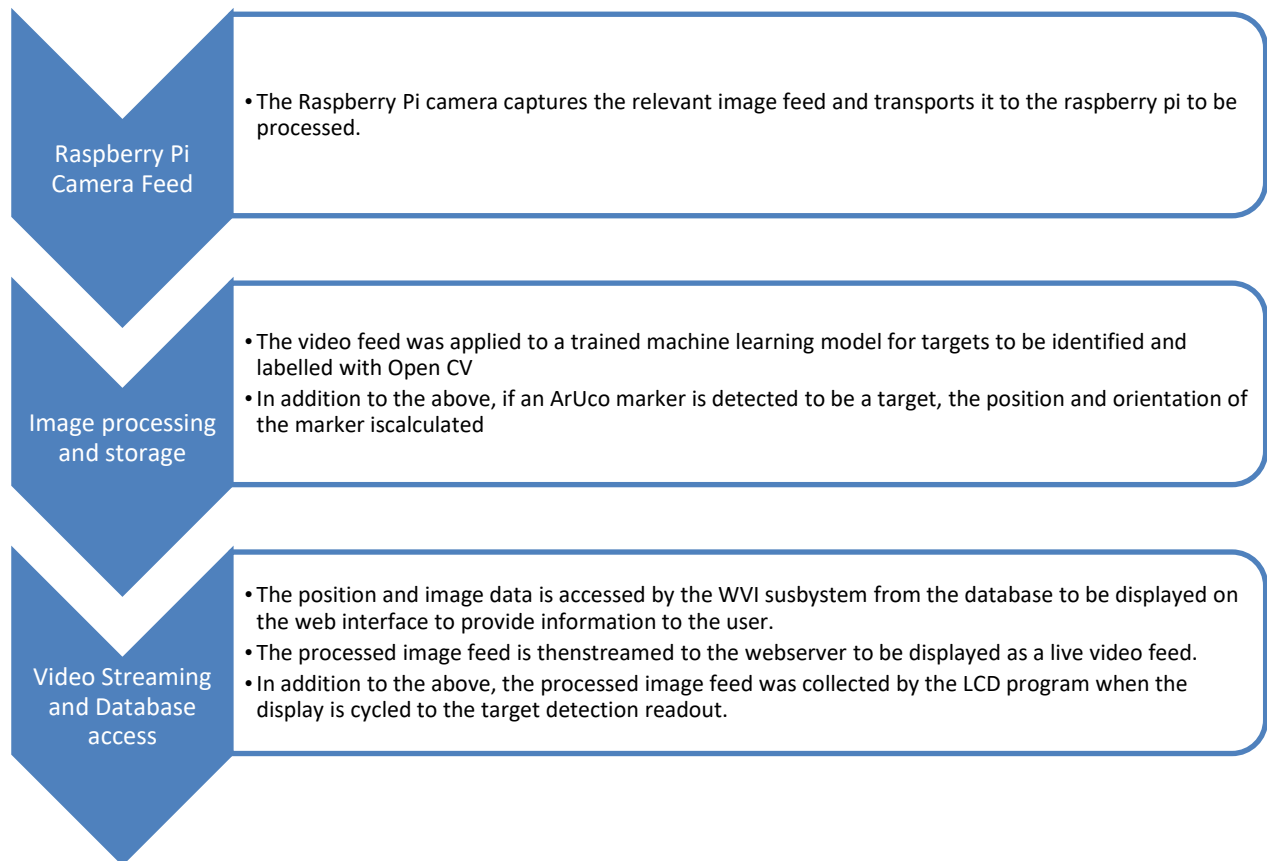 Raspberry Pi
Camera Feed
• The Raspberry Pi camera captures the relevant image feed and transports it to the raspberry pi to be
processed.
Image processing
and storage
• The video feed was applied to a trained machine learning model for targets to be identified and
labelled with Open CV
• In addition to the above, if an ArUco marker is detected to be a target, the position and orientation of
the marker iscalculated
Video Streaming
and Database
access
• The position and image data is accessed by the WVI susbystem from the database to be displayed on
the web interface to provide information to the user.
• The processed image feed is thenstreamed to the webserver to be displayed as a live video feed.
• In addition to the above, the processed image feed was collected by the LCD program when the
display is cycled to the target detection readout.